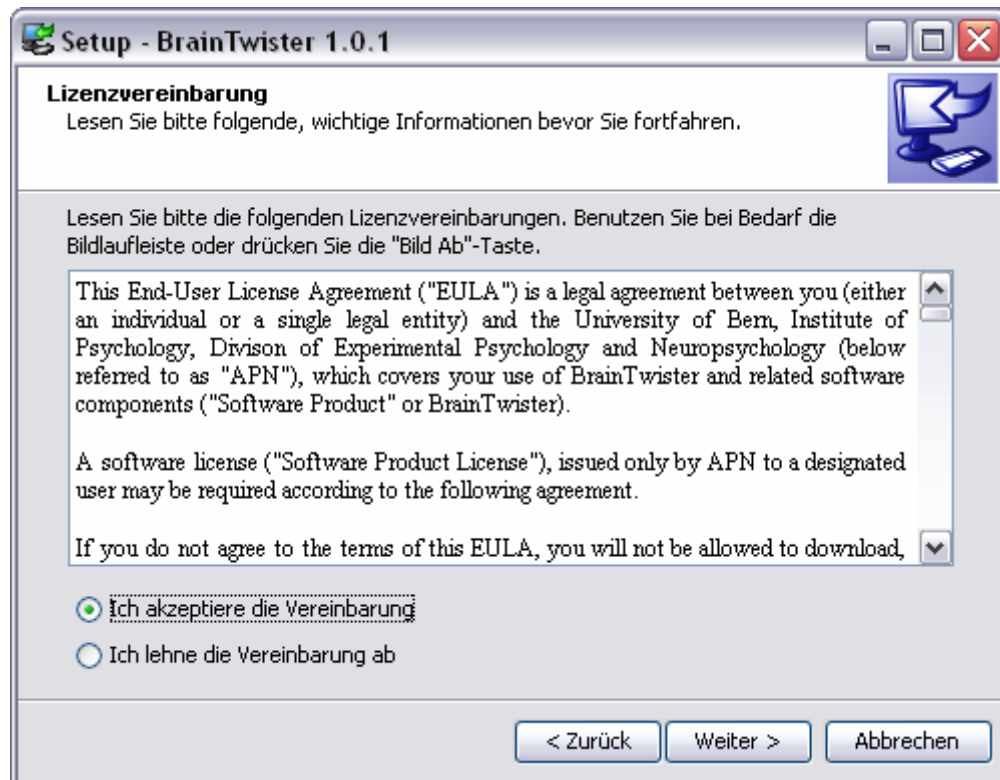 Setup - BrainTwister 1.0.1
Lizenzvereinbarung
Lesen Sie bitte folgende, wichtige Informationen bevor Sie fortfahren.
Lesen Sie bitte die folgenden Lizenzvereinbarungen. Benutzen Sie bei Bedarf die
Bildlaufleiste oder drücken Sie die "Bild Ab"-Taste.
This End-User License Agreement ("EULA") is a legal agreement between you (either
an individual or a single legal entity) and the University of Bern, Institute of
Psychology, Divison of Experimental Psychology and Neuropsychology (below
referred to as "APN"), which covers your use of BrainTwister and related software
components ("Software Product" or BrainTwister).
A software license ("Software Product License"), issued only by APN to a designated
user may be required according to the following agreement.
If you do not agree to the terms of this EULA, you will not be allowed to download,
Ich akzeptiere die Vereinbarung
Ich lehne die Vereinbarung ab
< Zurück Weiter > Abbrechen